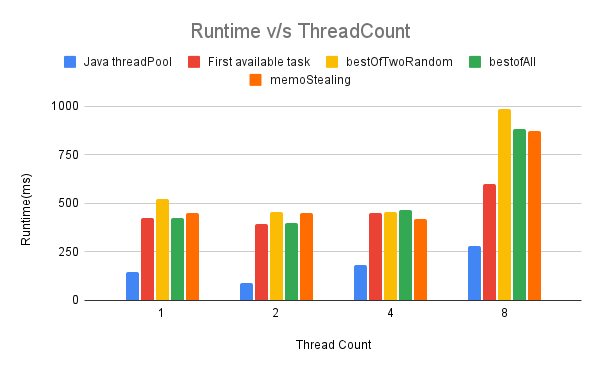 Runtime v/s ThreadCount
Java threadPool First available task bestOfTwoRandom bestofAll
memoStealing
1000
750
500
250
0
Runtime(ms)
1 2 4 8
Thread Count